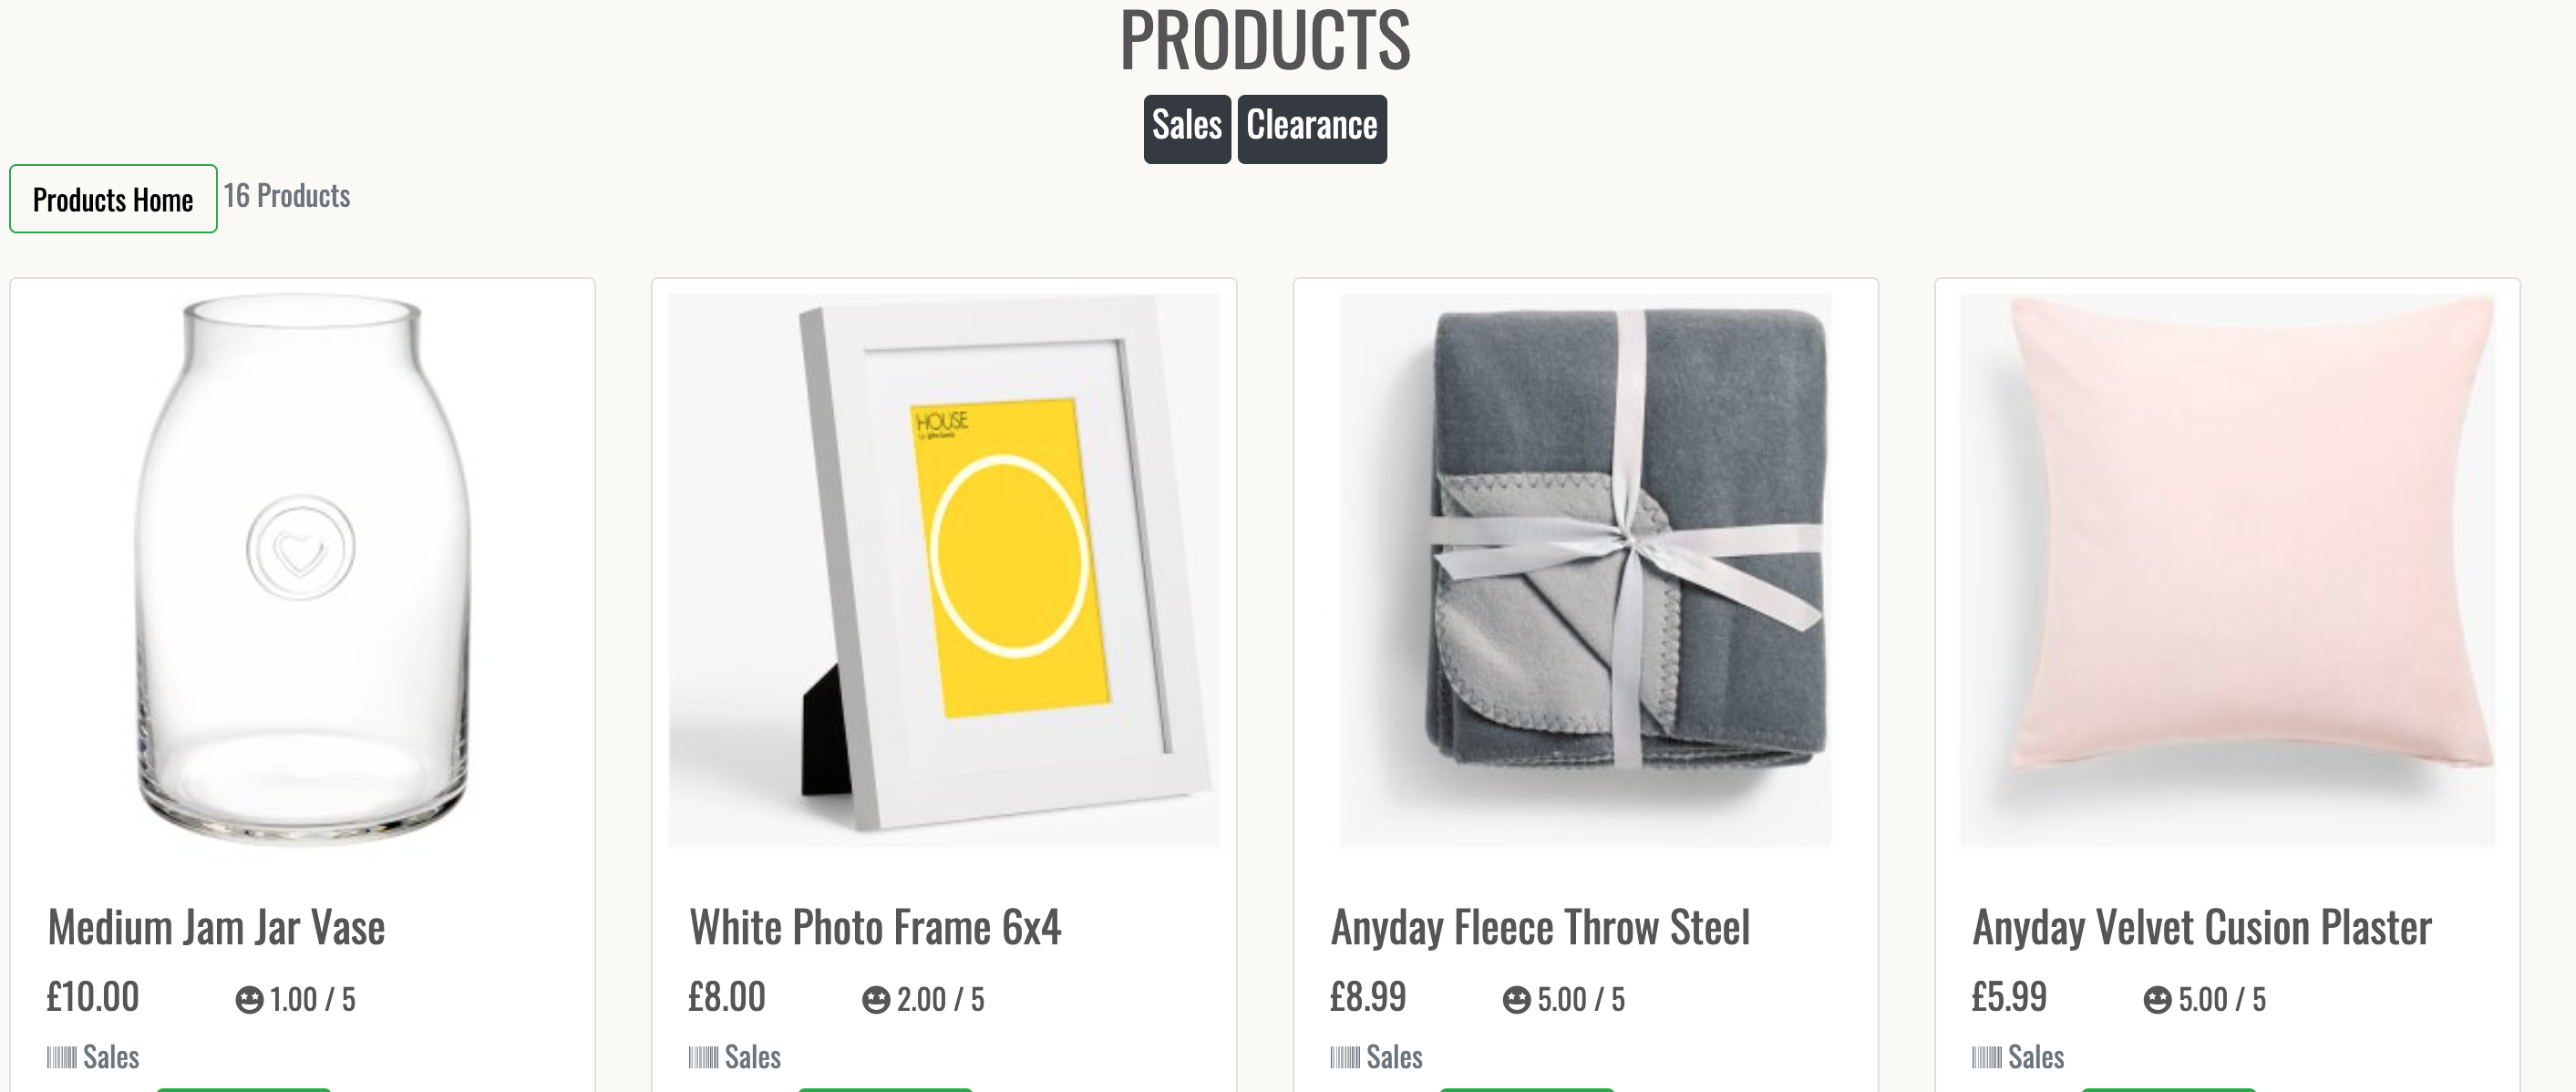 PRODUCTS
Sales Clearance
Products Home 16 Products
HOUSE
Medium Jam Jar Vase
White Photo Frame 6x4
Anyday Fleece Throw Steel
Anyday Velvet Cusion Plaster
£10.00 1.00 / 5
£8.00 2.00 / 5
£8.99 5.00 / 5
£5.99 5.00 / 5
Sales
Sales
Sales
Sales